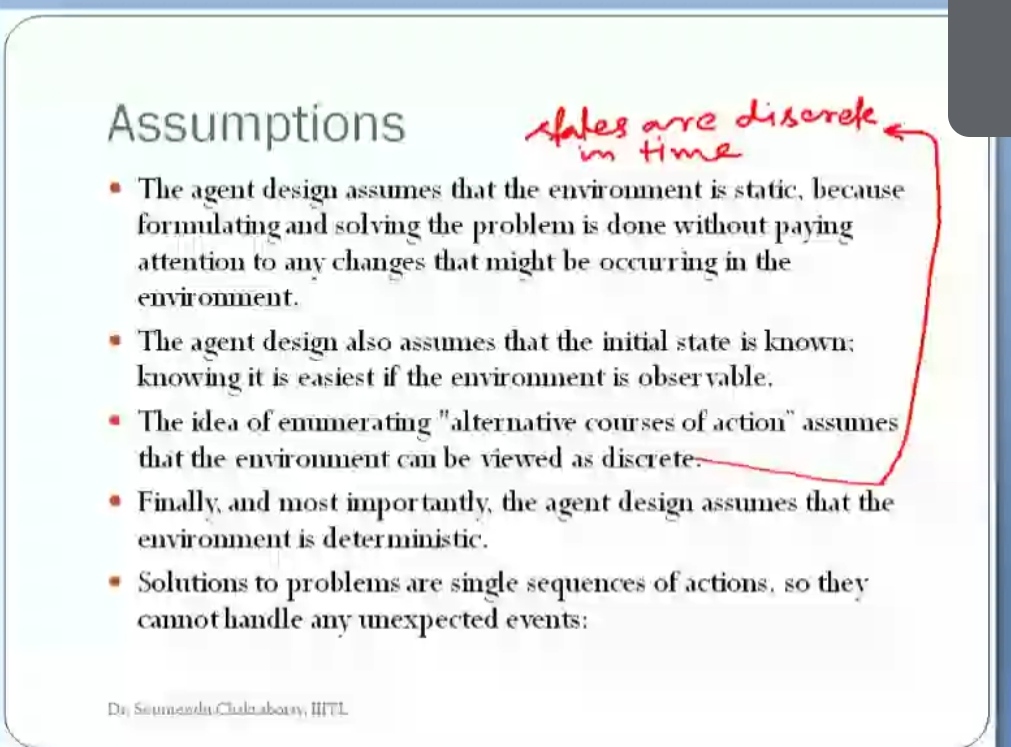 Assumptions
states are discrete
in time
• The agent design assumes that the environment is static, because
formulating and solving the problem is done without paying
attention to any changes that might be occurring in the
environment.
• The agent design also assumes that the initial state is known;
knowing it is easiest if the environment is observable.
• The idea of enumerating "alternative courses of action" assumes
that the environment can be viewed as discrete.
• Finally, and most importantly, the agent design assumes that the
environment is deterministic.
• Solutions to problems are single sequences of actions, so they
cannot handle any unexpected events;
Dr. IIITL